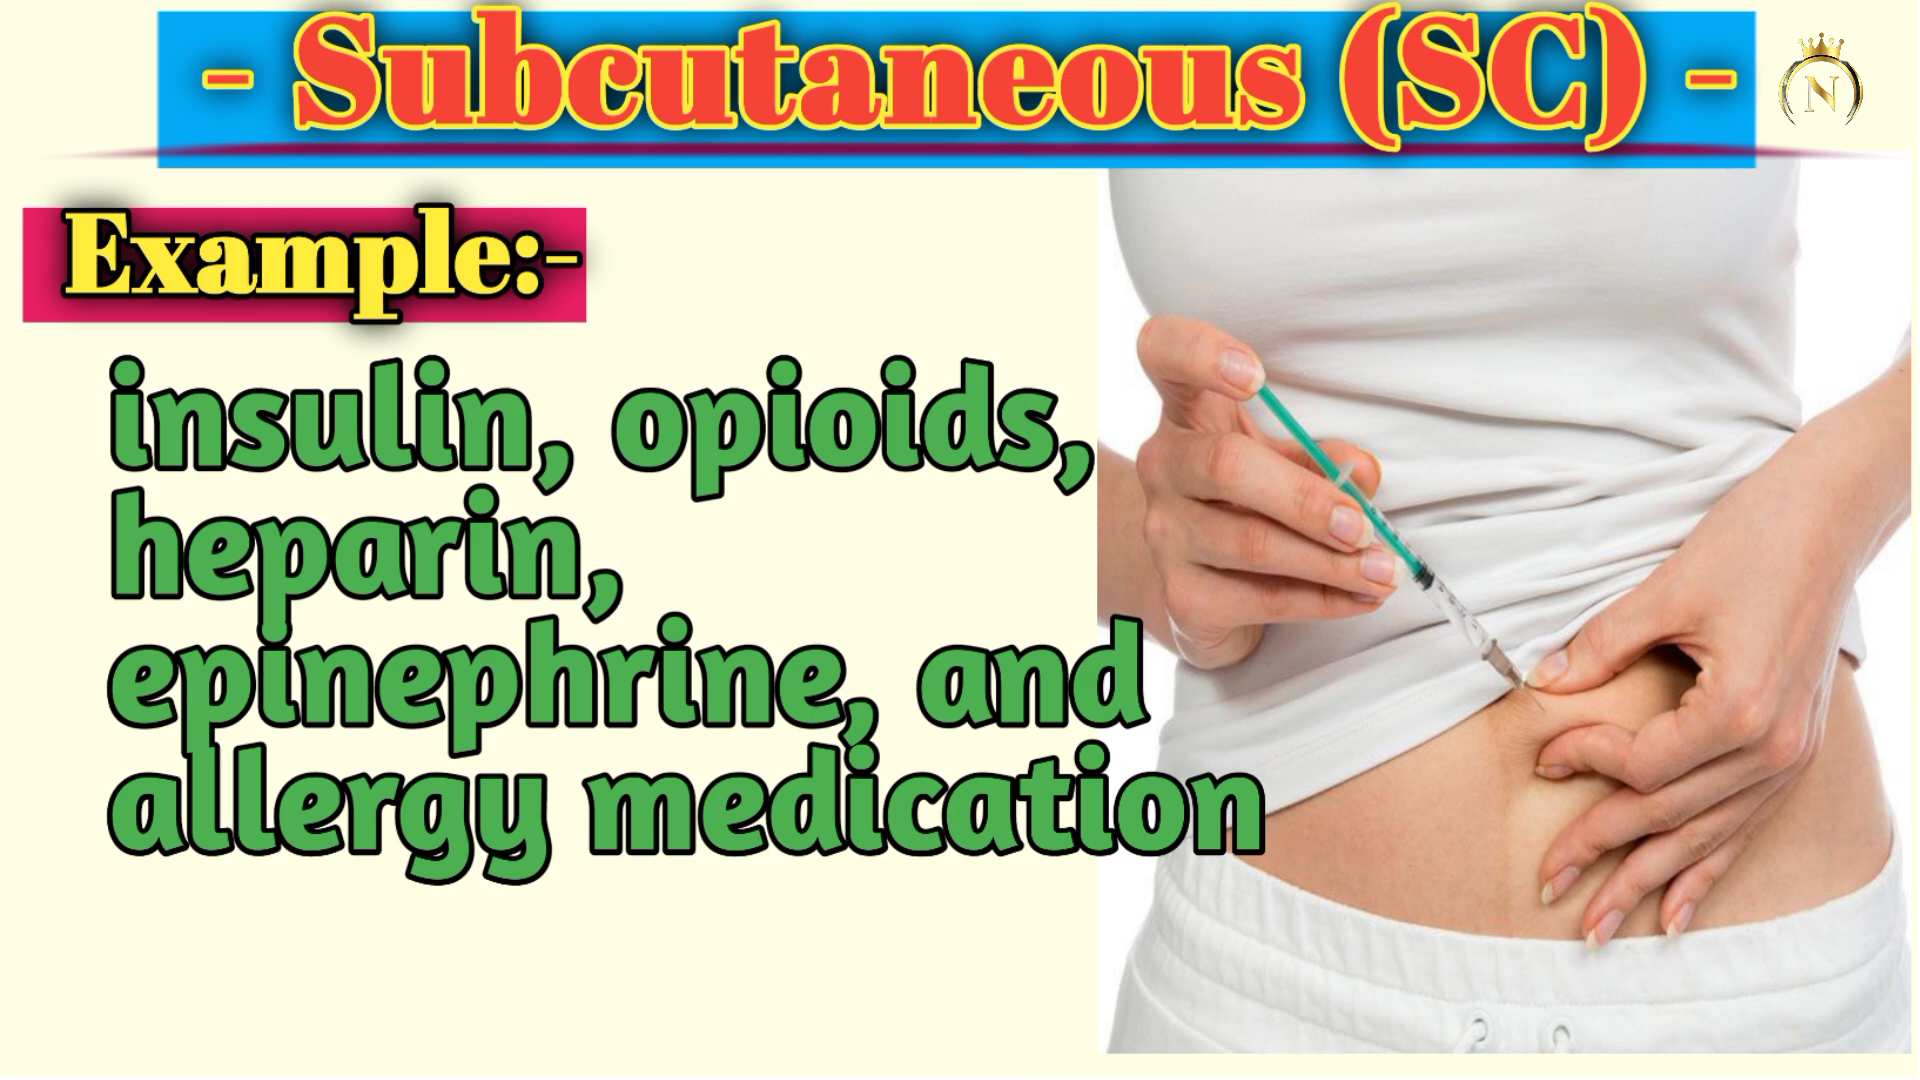 - Subcutaneous (SC) -
N
Example:-
insulin, opioids,
heparin,
epinephrine, and
allergy medication